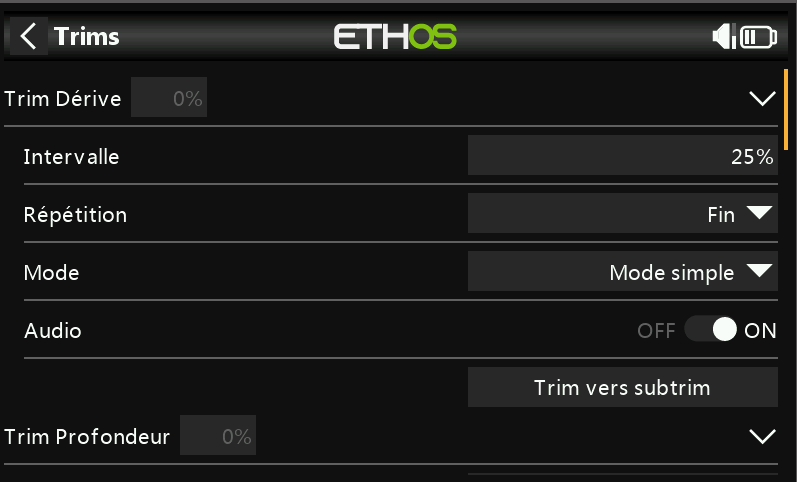 Trims ETHOS
Trim Dérive 0%
Intervalle 25%
Répétition Fin
Mode Mode simple
Audio OFF ON
Trim vers subtrim
Trim Profondeur 0%